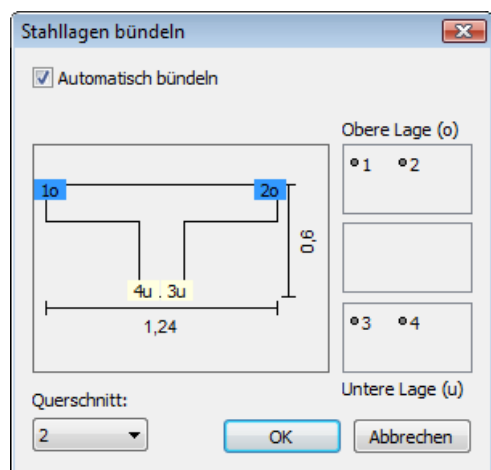 Stahllagen bündeln
Automatisch bündeln
Obere Lage (o)
1 2
1o 2o
0,6
4u . 3u
1,24
3 4
Untere Lage (u)
Querschnitt:
2
OK
Abbrechen